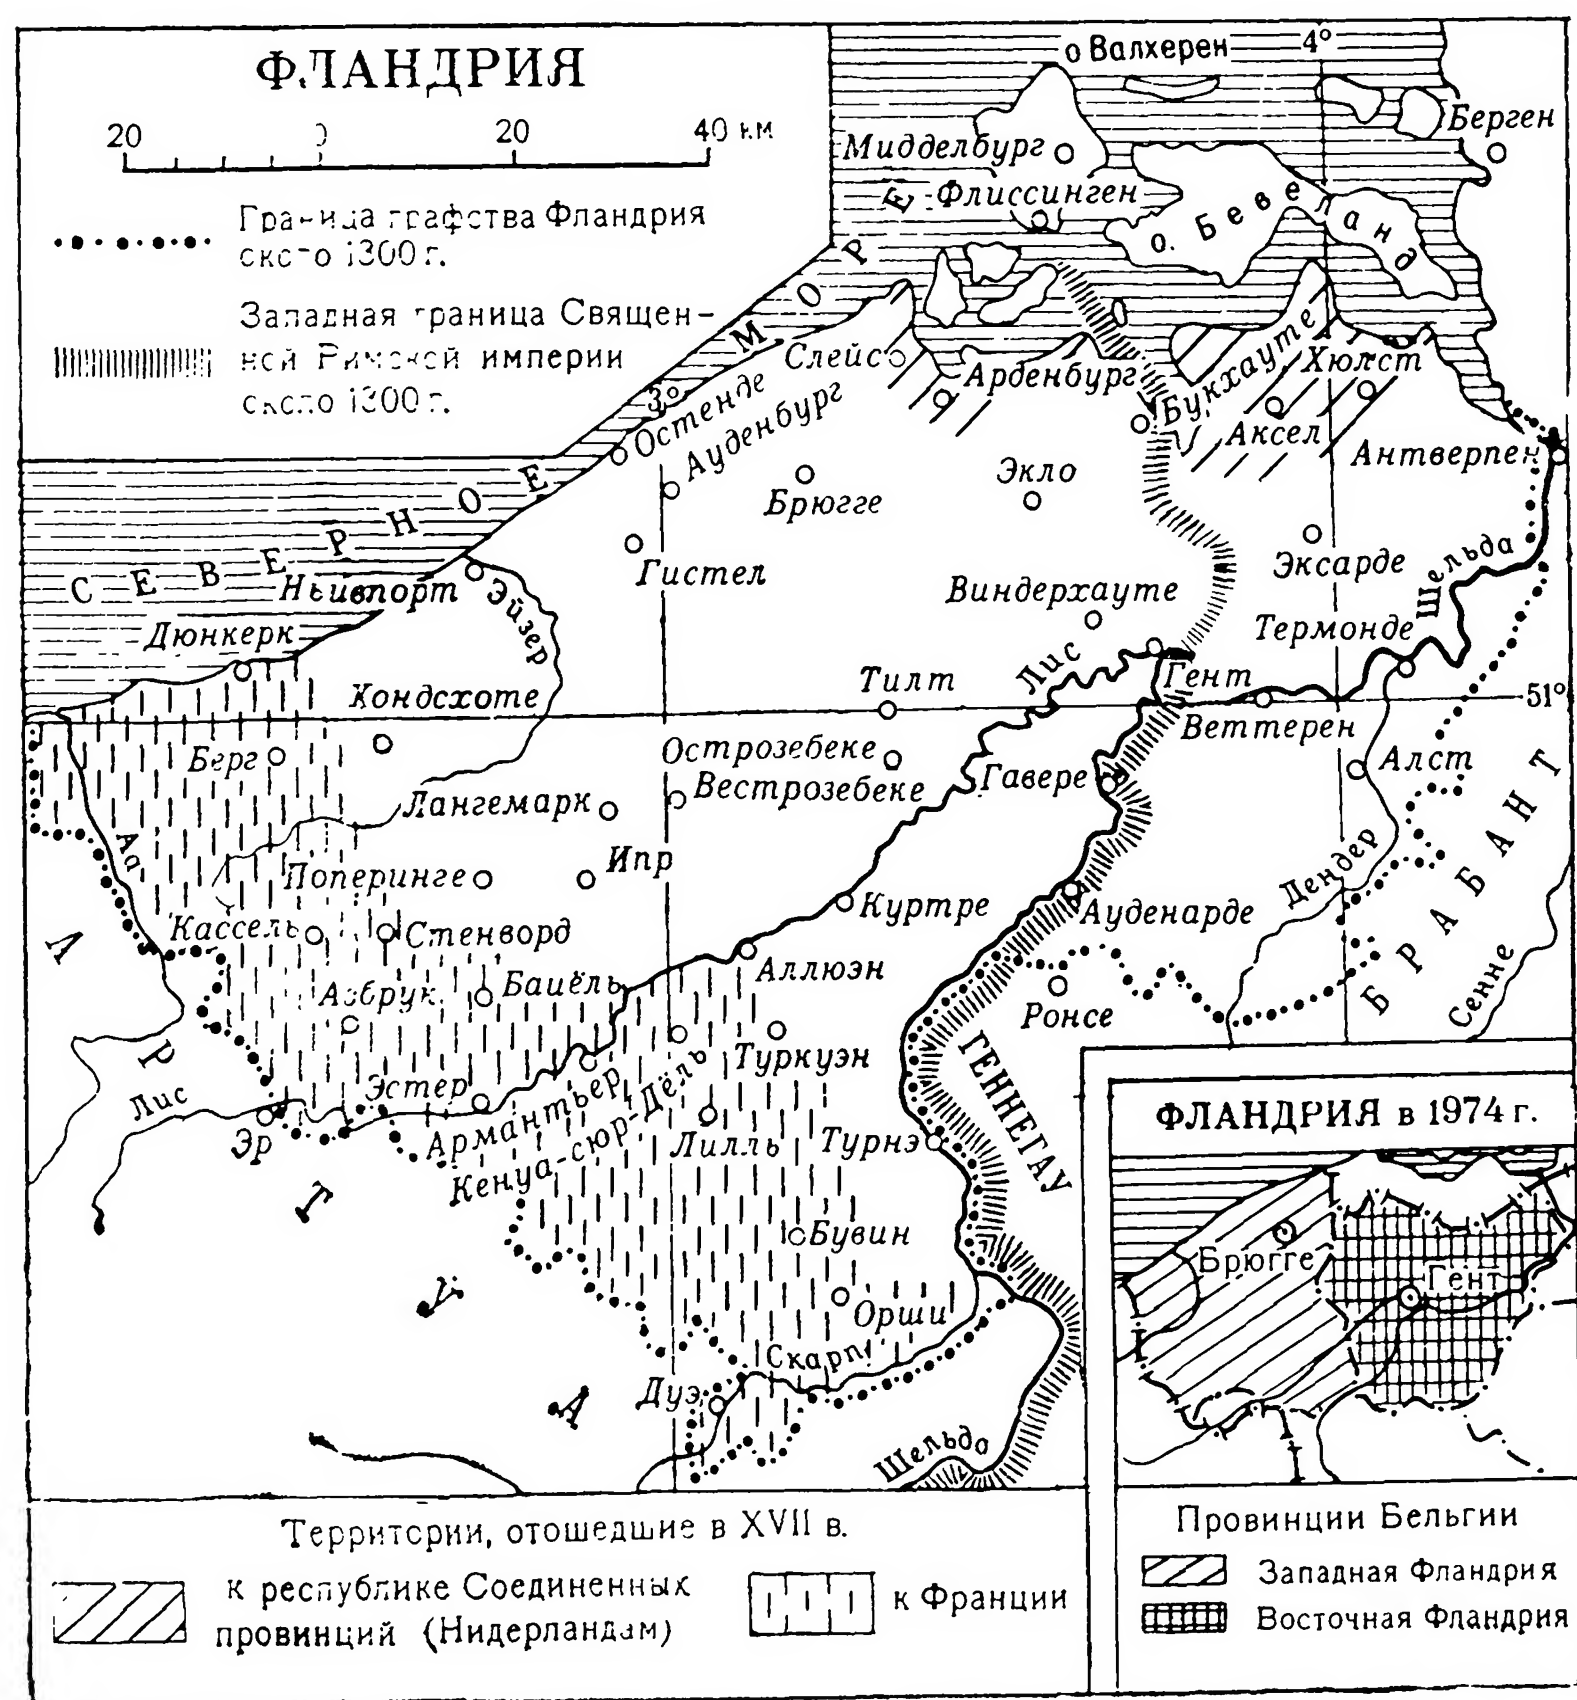 ФЛАНДРИЯ
20 0 20 40 км
Граница графства Фландрия
около 1300 г.
Западная граница Священ-
ной Римской империи
около 1300 г.
о Валхерен
4°
Берген
Мидделбург
Флиссинген
о. Бевеланд
СЕВЕРНОЕ МОРЕ
3°
Слейс
Арденбург
Букхауте
Хюлст
Аксел
Антверпен
Остенде
Ауденбург
Брюгге
Экло
Гистел
Эксарде
Шельда
Ньивпорт
Эйзер
Виндерхауте
Термонде
Дюнкерк
Лис
Гент
Тилт
51°
Хондсхоте
Веттерен
Берг
Острозебеке
Вестрозебеке
Гавере
Алст
Лангемарк
Аа
Ипр
Поперинге
Дендер
БРАБАНТ
Кассель
Стенворд
Куртре
Ауденарде
Аллюэн
Азбрук
Байёль
Ронсе
Сенне
Туркуэн
ГЕННЕГАУ
Лис
Эстер
Армантьер
Кенуа-сюр-Дёль
Лилль
Турнэ
Эр
АРТУА
Бувин
Орши
Скарп
Дуэ
Шельда
ФЛАНДРИЯ в 1974 г.
Брюгге
Гент
Территории, отошедшие в XVII в.
к республике Соединенных
провинций (Нидерландам)
к Франции
Провинции Бельгии
Западная Фландрия
Восточная Фландрия